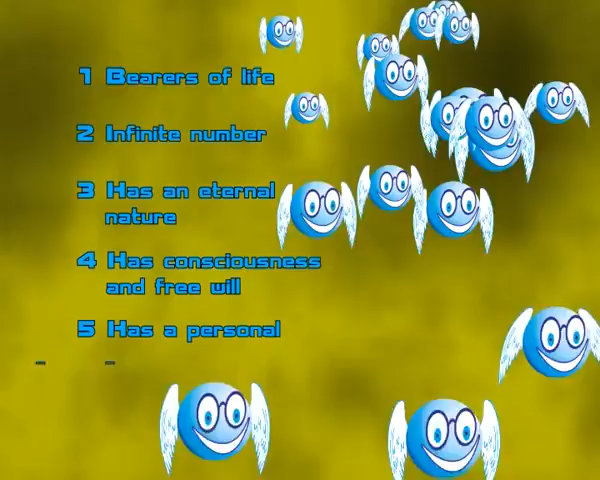 1 Bearers of life
2 Infinite number
3 Has an eternal
nature
4 Has consciousness
and free will
5 Has a personal